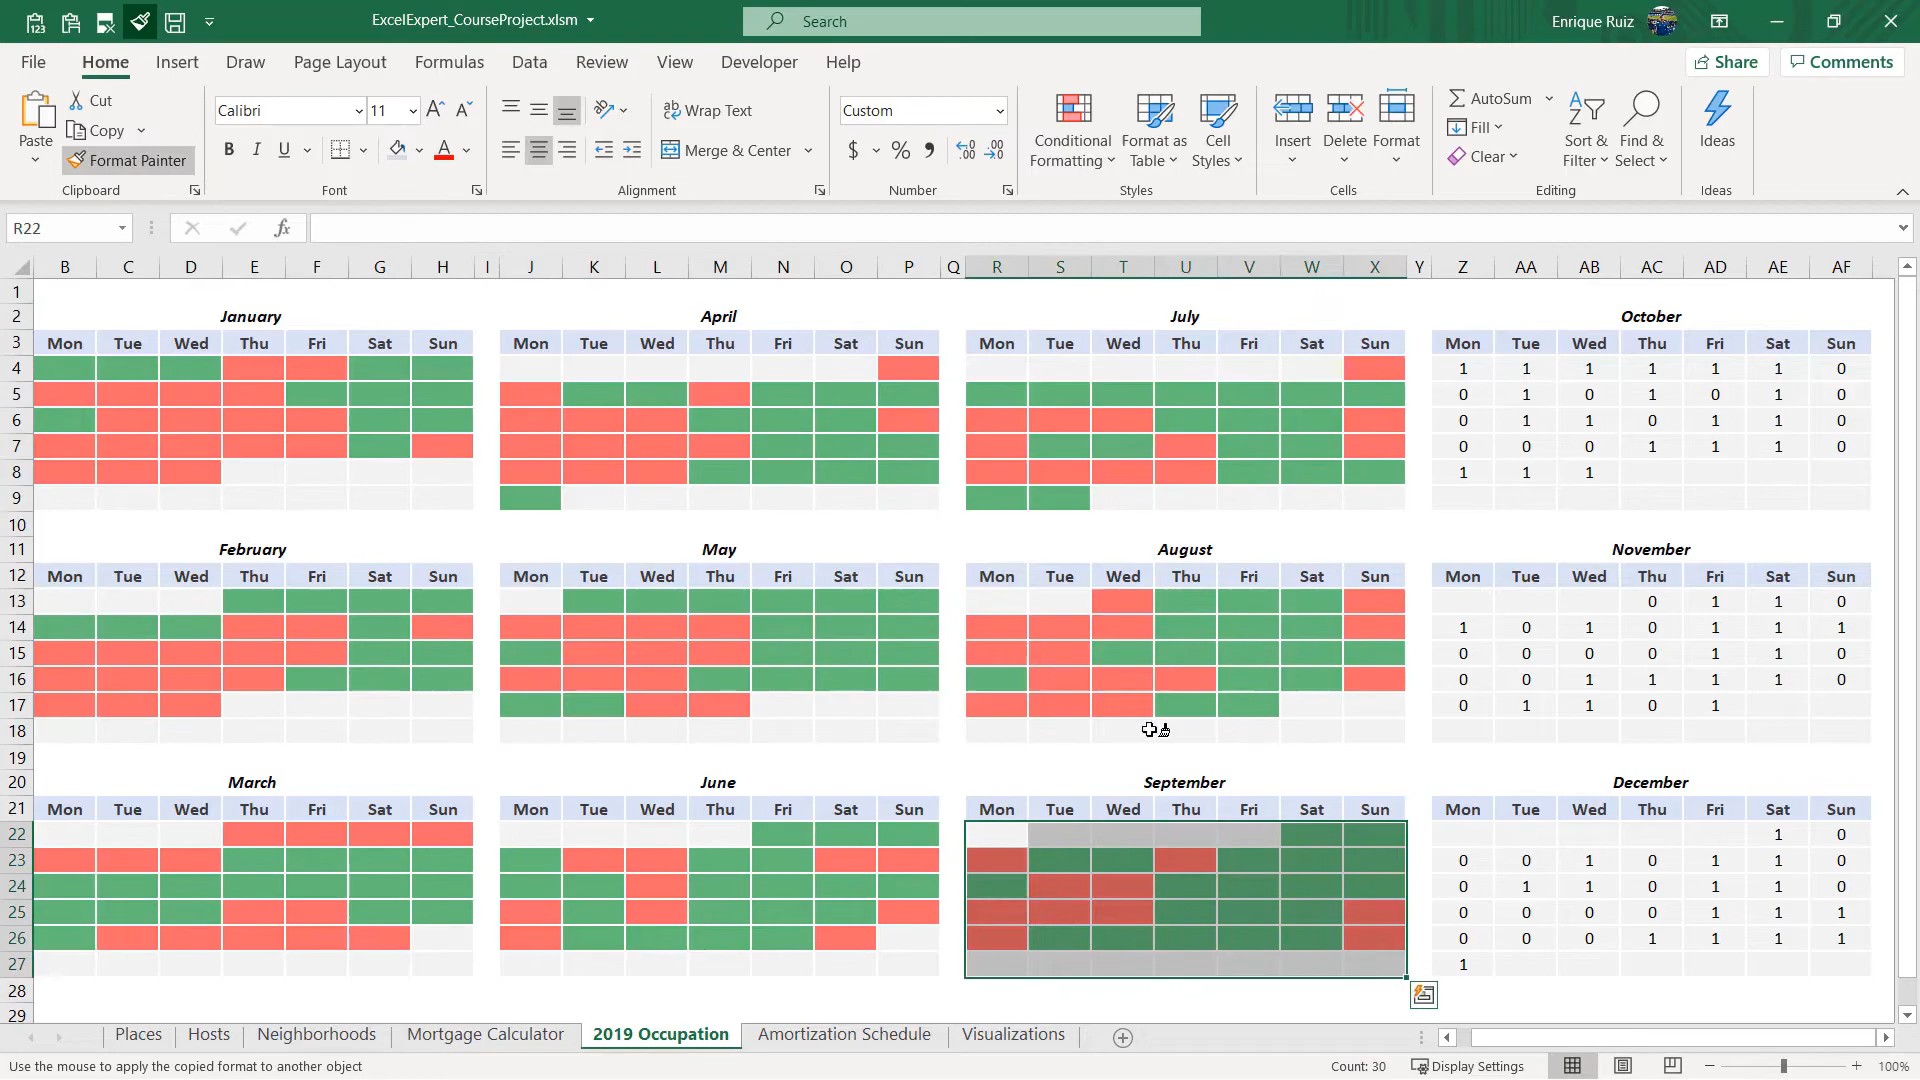 ExcelExpert_CourseProject.xlsm
Search
Enrique Ruiz
File Home Insert Draw Page Layout Formulas Data Review View Developer Help
Share Comments
Paste
Cut
Copy
Format Painter
Clipboard
Calibri 11
B I U A
Font
Wrap Text
Merge & Center
Alignment
Custom
$ % 9
Number
Conditional Formatting
Format as Table
Cell Styles
Styles
Insert Delete Format
Cells
AutoSum
Fill
Clear
Sort & Filter
Find & Select
Editing
Ideas
Ideas
R22 fx
B C D E F G H I J K L M N O P Q R S T U V W X Y Z AA AB AC AD AE AF
1
2 January April July October
3 Mon Tue Wed Thu Fri Sat Sun Mon Tue Wed Thu Fri Sat Sun Mon Tue Wed Thu Fri Sat Sun Mon Tue Wed Thu Fri Sat Sun
4 1 1 1 1 1 1 0
5 0 1 0 1 0 1 0
6 0 1 1 0 1 1 0
7 0 0 0 1 1 1 0
8 1 1 1
9
10
11 February May August November
12 Mon Tue Wed Thu Fri Sat Sun Mon Tue Wed Thu Fri Sat Sun Mon Tue Wed Thu Fri Sat Sun Mon Tue Wed Thu Fri Sat Sun
13 0 1 1 0
14 1 0 1 0 1 1 1
15 0 0 0 0 1 1 0
16 0 0 1 1 1 1 0
17 0 1 1 0 1
18
19
20 March June September December
21 Mon Tue Wed Thu Fri Sat Sun Mon Tue Wed Thu Fri Sat Sun Mon Tue Wed Thu Fri Sat Sun Mon Tue Wed Thu Fri Sat Sun
22 1 0
23 0 0 1 0 1 1 0
24 0 1 1 0 1 1 0
25 0 0 0 0 1 1 1
26 0 0 0 1 1 1 1
27 1
28
29
Places Hosts Neighborhoods Mortgage Calculator 2019 Occupation Amortization Schedule Visualizations
Use the mouse to apply the copied format to another object Count: 30 Display Settings 100%